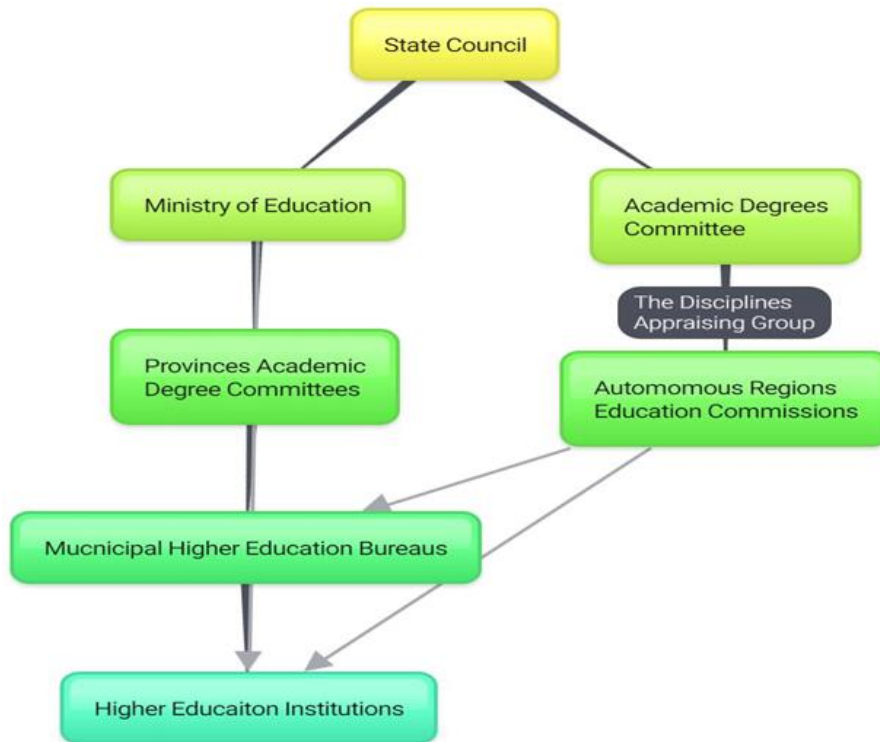 State Council
Ministry of Education
Academic Degrees
Committee
The Disciplines
Appraising Group
Provinces Academic
Degree Committees
Automomous Regions
Education Commissions
Mucnicipal Higher Education Bureaus
Higher Educaiton Institutions